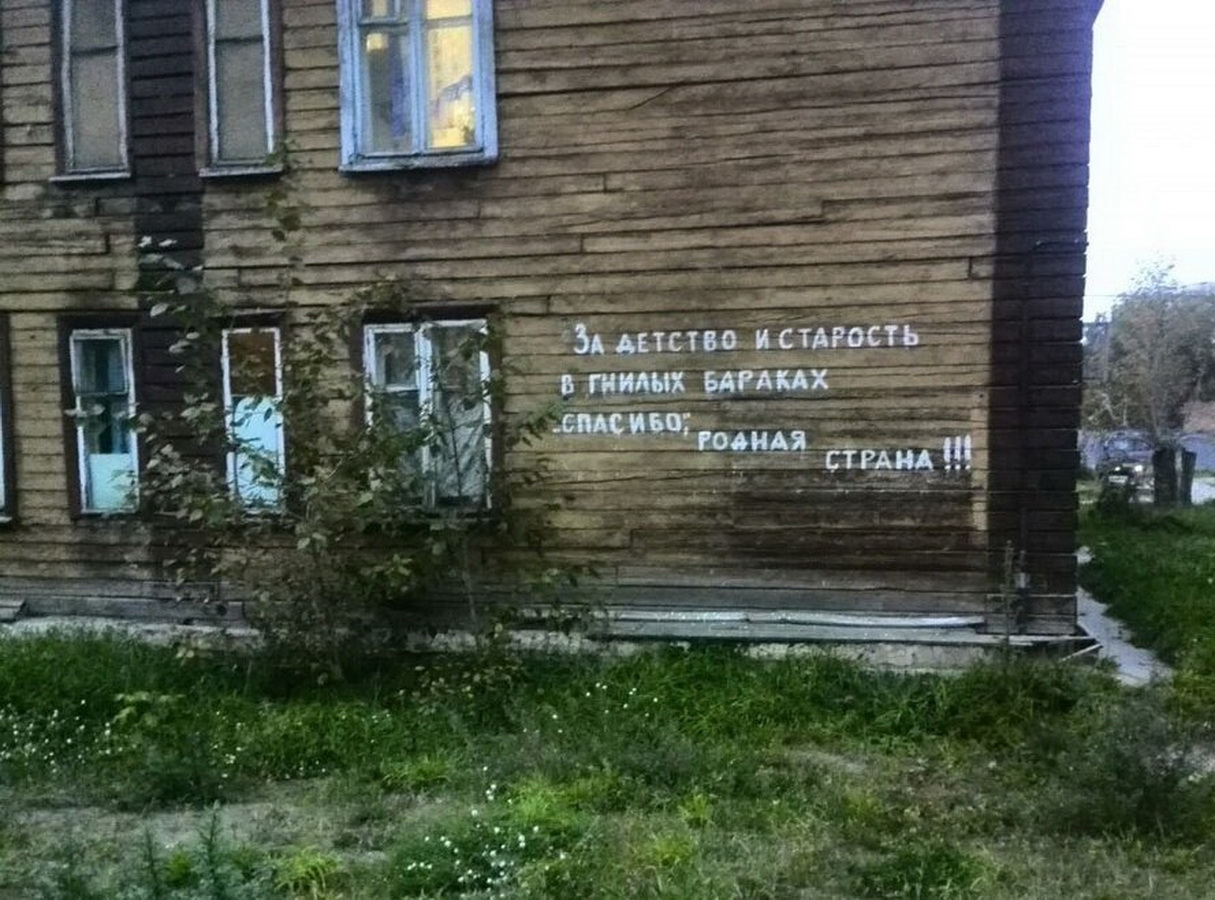 За детство и старость
в гнилых бараках
"спасибо", родная
страна!!!